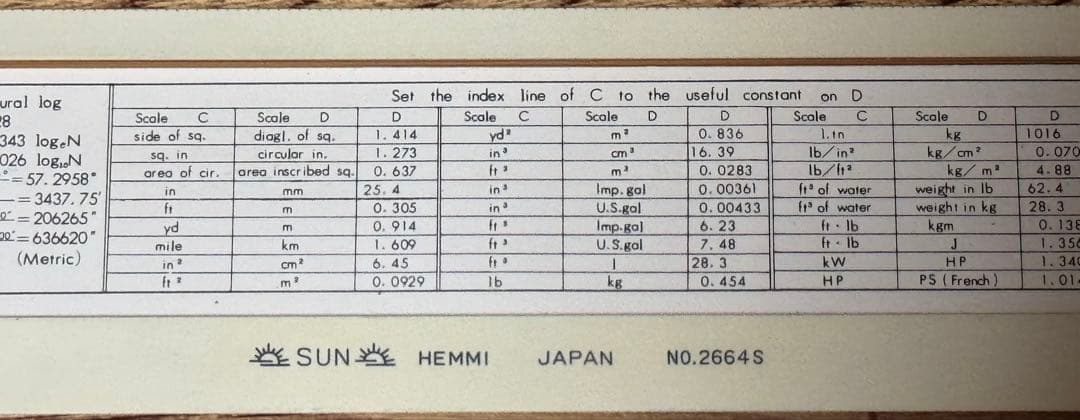 Set the index line of C to the useful constant on D
ural log
28
343 logₑN
026 log₁₀N
= 57.2958°
= 3437.75'
= 206265"
= 636620"
(Metric)
Scale C Scale D D Scale C Scale D D Scale C Scale D D
side of sq. diagl. of sq. 1.414 yd² m² 0.836 l.tn kg 1016
sq. in circular in. 1.273 in³ cm³ 16.39 lb/in² kg/cm² 0.070
area of cir. area inscribed sq. 0.637 ft³ m³ 0.0283 lb/ft² kg/m² 4.88
in mm 25.4 in³ Imp.gal 0.00361 ft³ of water weight in lb 62.4
ft m 0.305 in³ U.S.gal 0.00433 ft³ of water weight in kg 28.3
yd m 0.914 ft³ Imp.gal 6.23 ft·lb kgm 0.138
mile km 1.609 ft³ U.S.gal 7.48 ft·lb J 1.356
in² cm² 6.45 ft³ l 28.3 kW HP 1.340
ft² m² 0.0929 lb kg 0.454 HP PS (French) 1.014
SUN HEMMI JAPAN NO.2664S